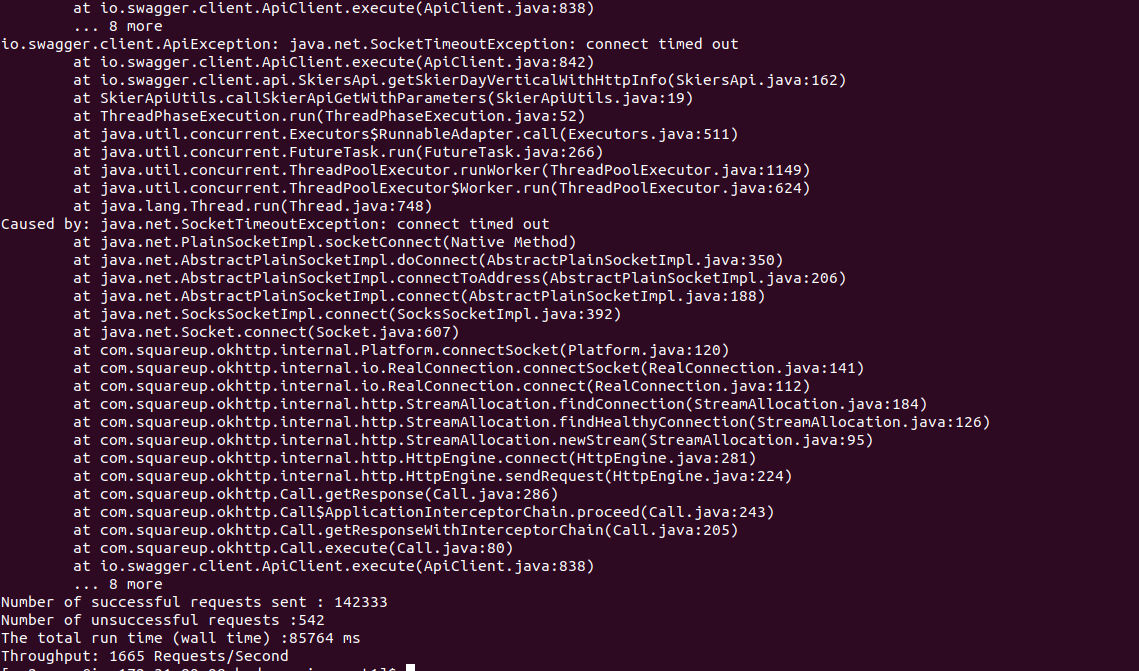 at io.swagger.client.ApiClient.execute(ApiClient.java:838)
... 8 more
io.swagger.client.ApiException: java.net.SocketTimeoutException: connect timed out
at io.swagger.client.ApiClient.execute(ApiClient.java:842)
at io.swagger.client.api.SkiersApi.getSkierDayVerticalWithHttpInfo(SkiersApi.java:162)
at SkierApiUtils.callSkierApiGetWithParameters(SkierApiUtils.java:19)
at ThreadPhaseExecution.run(ThreadPhaseExecution.java:52)
at java.util.concurrent.Executors$RunnableAdapter.call(Executors.java:511)
at java.util.concurrent.FutureTask.run(FutureTask.java:266)
at java.util.concurrent.ThreadPoolExecutor.runWorker(ThreadPoolExecutor.java:1149)
at java.util.concurrent.ThreadPoolExecutor$Worker.run(ThreadPoolExecutor.java:624)
at java.lang.Thread.run(Thread.java:748)
Caused by: java.net.SocketTimeoutException: connect timed out
at java.net.PlainSocketImpl.socketConnect(Native Method)
at java.net.AbstractPlainSocketImpl.doConnect(AbstractPlainSocketImpl.java:350)
at java.net.AbstractPlainSocketImpl.connectToAddress(AbstractPlainSocketImpl.java:206)
at java.net.AbstractPlainSocketImpl.connect(AbstractPlainSocketImpl.java:188)
at java.net.SocksSocketImpl.connect(SocksSocketImpl.java:392)
at java.net.Socket.connect(Socket.java:607)
at com.squareup.okhttp.internal.Platform.connectSocket(Platform.java:120)
at com.squareup.okhttp.internal.io.RealConnection.connectSocket(RealConnection.java:141)
at com.squareup.okhttp.internal.io.RealConnection.connect(RealConnection.java:112)
at com.squareup.okhttp.internal.http.StreamAllocation.findConnection(StreamAllocation.java:184)
at com.squareup.okhttp.internal.http.StreamAllocation.findHealthyConnection(StreamAllocation.java:126)
at com.squareup.okhttp.internal.http.StreamAllocation.newStream(StreamAllocation.java:95)
at com.squareup.okhttp.internal.http.HttpEngine.connect(HttpEngine.java:281)
at com.squareup.okhttp.internal.http.HttpEngine.sendRequest(HttpEngine.java:224)
at com.squareup.okhttp.Call.getResponse(Call.java:286)
at com.squareup.okhttp.Call$ApplicationInterceptorChain.proceed(Call.java:243)
at com.squareup.okhttp.Call.getResponseWithInterceptorChain(Call.java:205)
at com.squareup.okhttp.Call.execute(Call.java:80)
at io.swagger.client.ApiClient.execute(ApiClient.java:838)
... 8 more
Number of successful requests sent : 142333
Number of unsuccessful requests :542
The total run time (wall time) :85764 ms
Throughput: 1665 Requests/Second